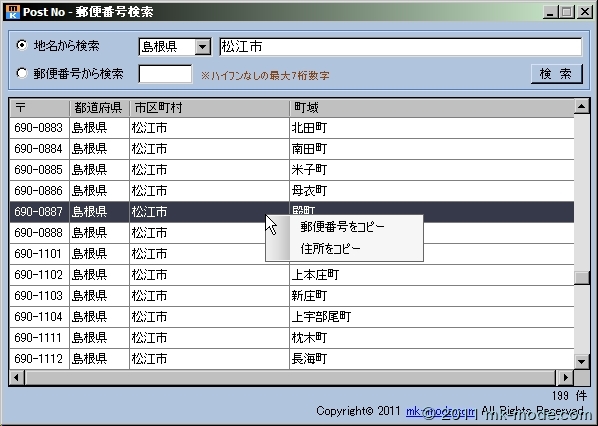 Post No - 郵便番号検索
地名から検索 島根県 松江市
郵便番号から検索 ※ハイフンなしの最大7桁数字 検 索
〒 都道府県 市区町村 町域
690-0883 島根県 松江市 北田町
690-0884 島根県 松江市 南田町
690-0885 島根県 松江市 米子町
690-0886 島根県 松江市 母衣町
690-0887 島根県 松江市 殿町
690-0888 島根県 松江市
郵便番号をコピー
住所をコピー
690-1101 島根県 松江市
690-1102 島根県 松江市 上本庄町
690-1103 島根県 松江市 新庄町
690-1104 島根県 松江市 上宇部尾町
690-1111 島根県 松江市 枕木町
690-1112 島根県 松江市 長海町
199 件
Copyright© 2011 mk-mode.com All Rights Reserved.
© 2011 mk-mode.com